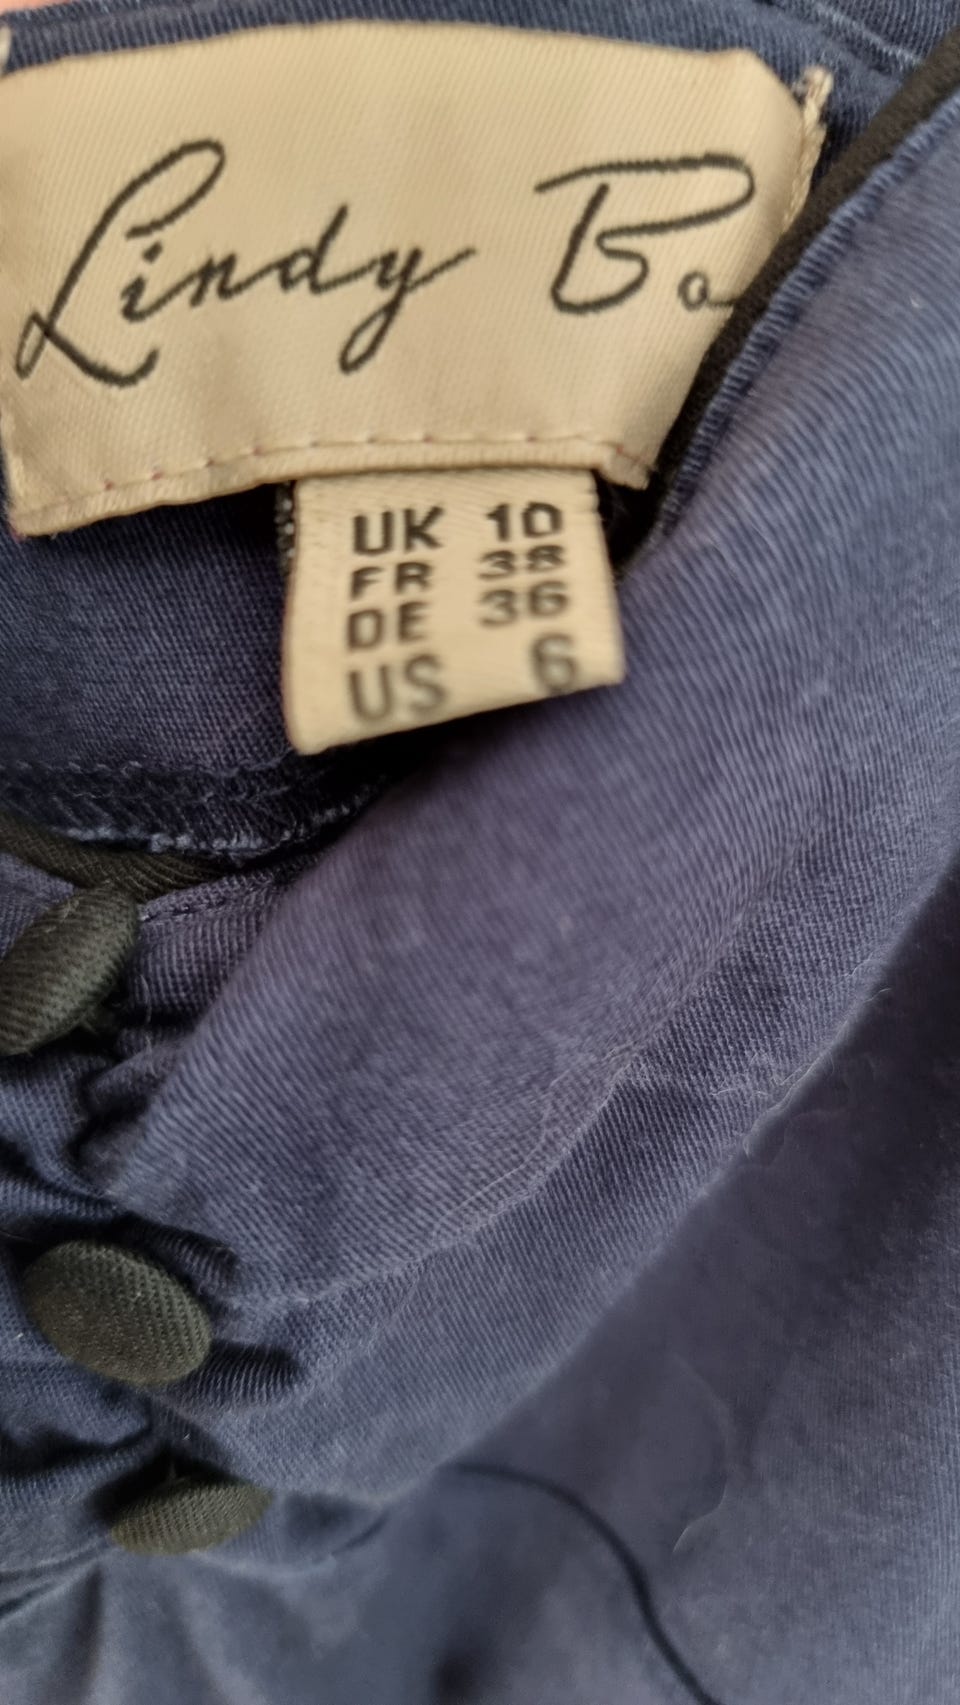 Lindy Bo
UK 10
FR 38
DE 36
US 6